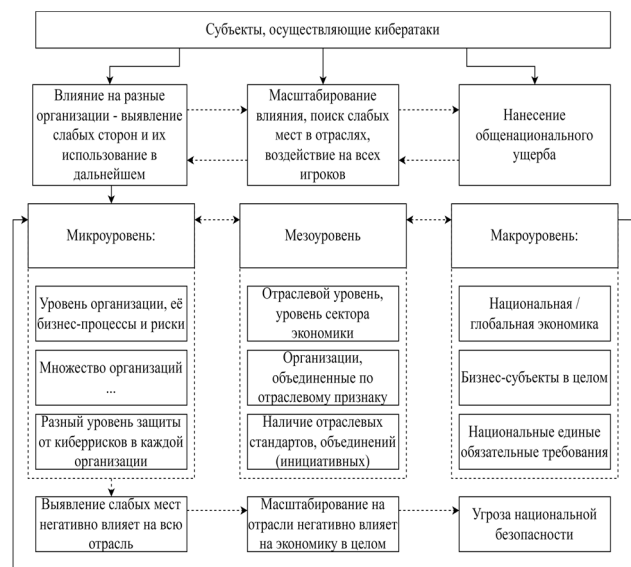 Субъекты, осуществляющие кибератаки
Влияние на разные
организации - выявление
слабых сторон и их
использование в
дальнейшем
Масштабирование
влияния, поиск слабых
мест в отраслях,
воздействие на всех
игроков
Нанесение
общенационального
ущерба
Микроуровень:
Мезоуровень
Макроуровень:
Уровень организации, её
бизнес-процессы и риски
Отраслевой уровень,
уровень сектора
экономики
Национальная /
глобальная экономика
Множество организаций
...
Организации,
объединенные по
отраслевому признаку
Бизнес-субъекты в целом
Разный уровень защиты
от киберрисков в каждой
организации
Наличие отраслевых
стандартов, объединений
(инициативных)
Национальные единые
обязательные требования
Выявление слабых мест
негативно влияет на всю
отрасль
Масштабирование на
отрасли негативно влияет
на экономику в целом
Угроза национальной
безопасности